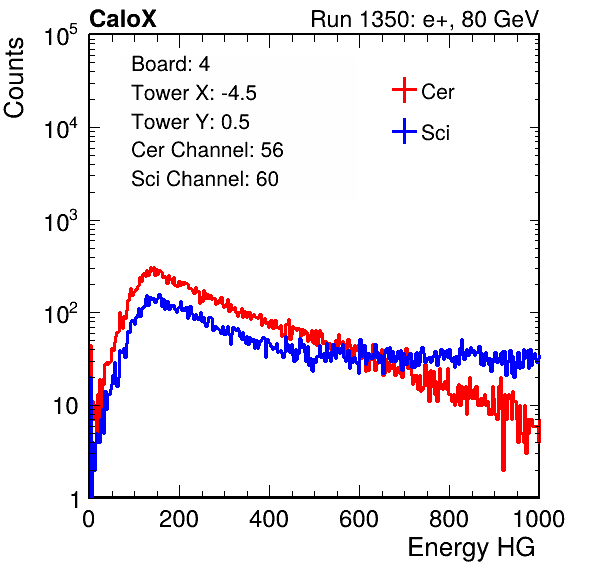 CaloX Run 1350: e+, 80 GeV
Counts
10^5
10^4
10^3
10^2
10
1
Board: 4
Tower X: -4.5
Tower Y: 0.5
Cer Channel: 56
Sci Channel: 60
Cer
Sci
0 200 400 600 800 1000
Energy HG